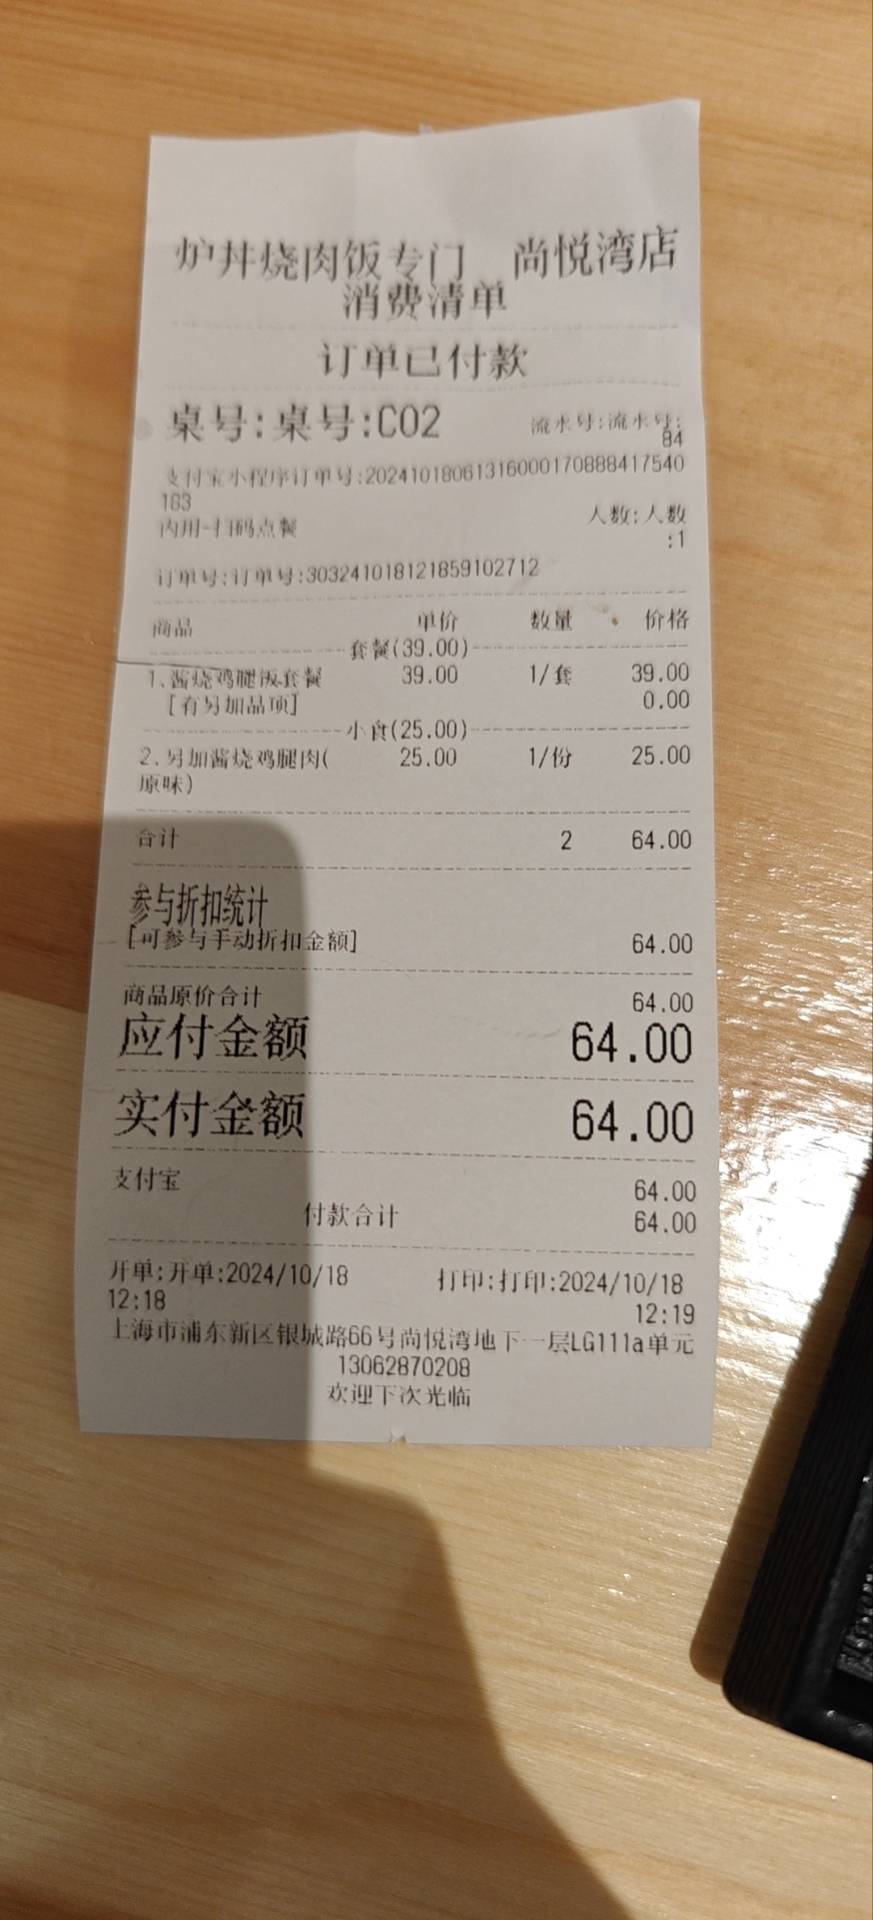 炉丼烧肉饭专门 尚悦湾店
消费清单
订单已付款
桌号:桌号:C02 流水号:流水号:
84
支付宝小程序订单号:2024101806131600017088841754​0
183
内用-扫码点餐 人数:人数
:1
订单号:订单号:303241018121859102712
商品 单价 数量 价格
套餐(39.00)
1、酱烧鸡腿饭套餐 39.00 1/套 39.00
[有另加品项] 0.00
小食(25.00)
2、另加酱烧鸡腿肉( 25.00 1/份 25.00
原味)
合计 2 64.00
参与折扣统计
[可参与手动折扣金额] 64.00
商品原价合计 64.00
应付金额 64.00
实付金额 64.00
支付宝 64.00
付款合计 64.00
开单:开单:2024/10/18 打印:打印:2024/10/18
12:18 12:19
上海市浦东新区银城路66号尚悦湾地下一层LG111a单元
13062870208
欢迎下次光临